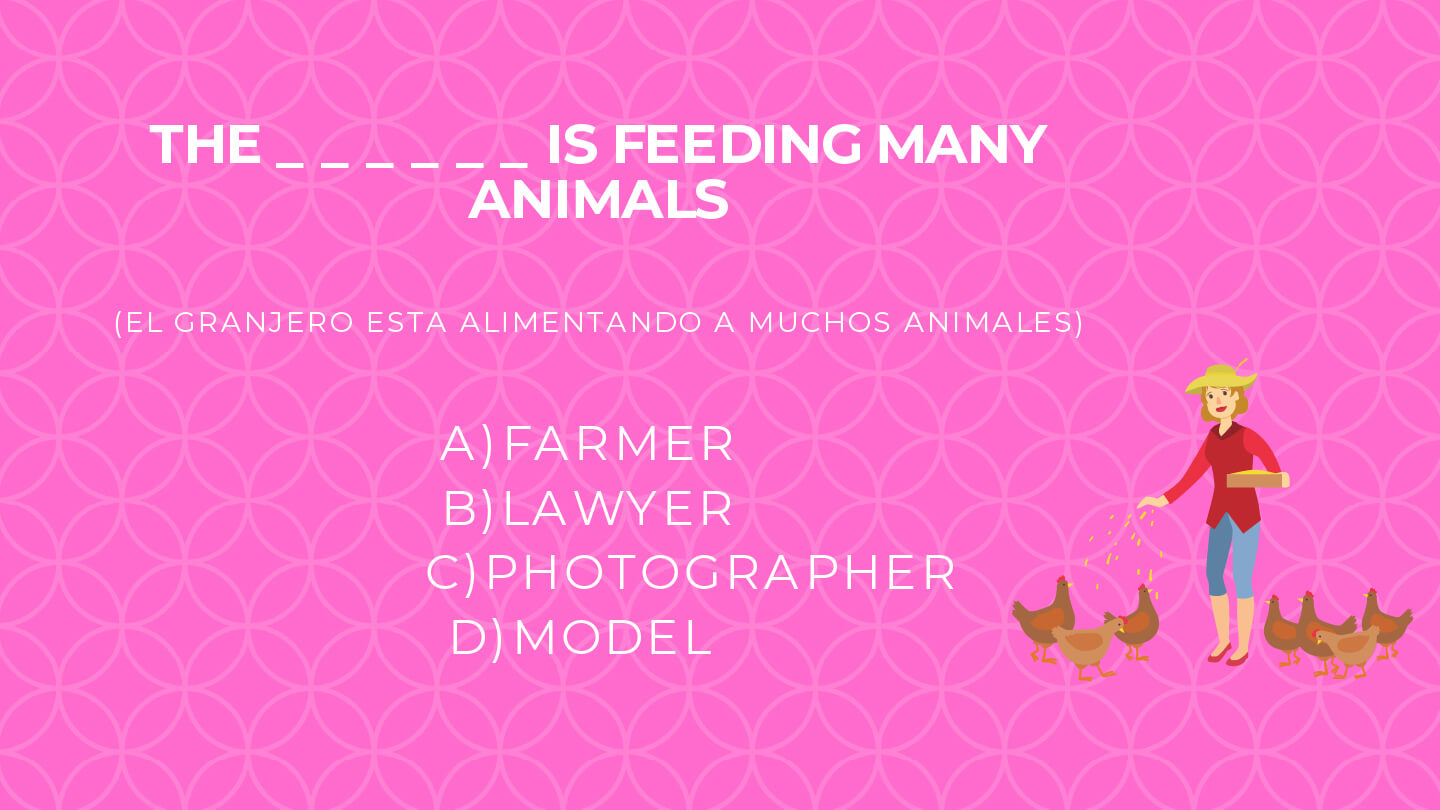 THE _ _ _ _ _ _ IS FEEDING MANY
ANIMALS
(EL GRANJERO ESTA ALIMENTANDO A MUCHOS ANIMALES)
A)FARMER
B)LAWYER
C)PHOTOGRAPHER
D)MODEL